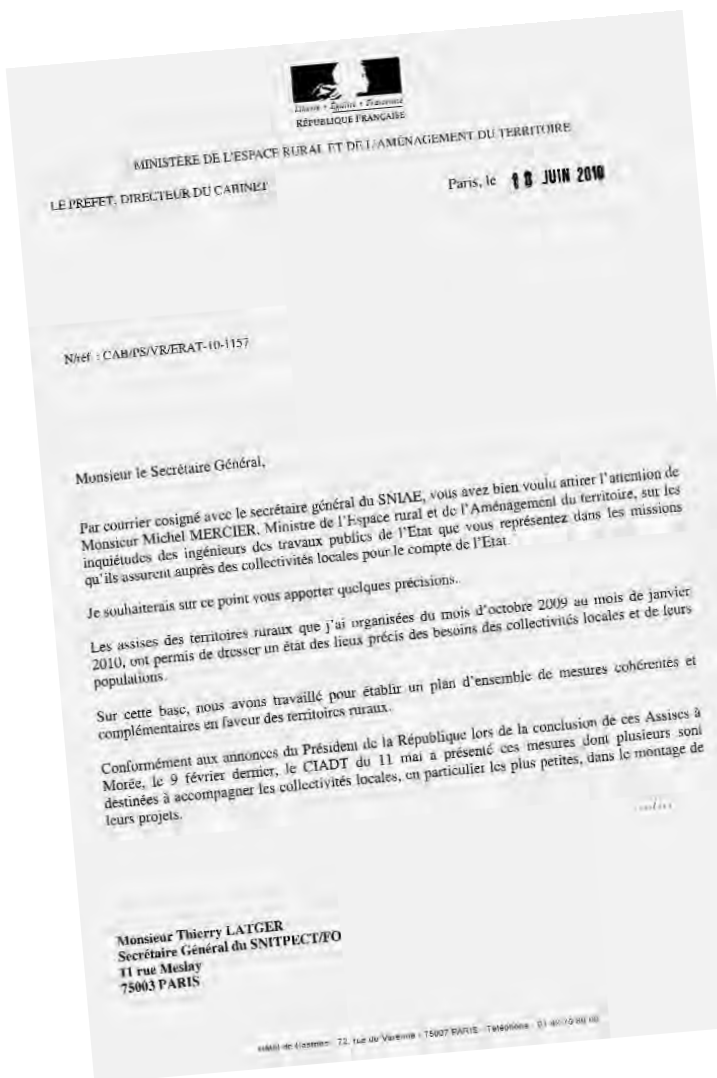 Liberté • Égalité • Fraternité
RÉPUBLIQUE FRANÇAISE
MINISTÈRE DE L'ESPACE RURAL ET DE L'AMÉNAGEMENT DU TERRITOIRE
LE PREFET, DIRECTEUR DU CABINET
Paris, le 18 JUIN 2010
N/réf : CAB/PS/VR/ERAT-10-1157
Monsieur le Secrétaire Général,
Par courrier cosigné avec le secrétaire général du SNIAE, vous avez bien voulu attirer l'attention de
Monsieur Michel MERCIER, Ministre de l'Espace rural et de l'Aménagement du territoire, sur les
inquiétudes des ingénieurs des travaux publics de l'Etat que vous représentez dans les missions
qu'ils assurent auprès des collectivités locales pour le compte de l'Etat.
Je souhaiterais sur ce point vous apporter quelques précisions.
Les assises des territoires ruraux que j'ai organisées du mois d'octobre 2009 au mois de janvier
2010, ont permis de dresser un état des lieux précis des besoins des collectivités locales et de leurs
populations.
Sur cette base, nous avons travaillé pour établir un plan d'ensemble de mesures cohérentes et
complémentaires en faveur des territoires ruraux.
Conformément aux annonces du Président de la République lors de la conclusion de ces Assises à
Morée, le 9 février dernier, le CIADT du 11 mai a présenté ces mesures dont plusieurs sont
destinées à accompagner les collectivités locales, en particulier les plus petites, dans le montage de
leurs projets.
Monsieur Thierry LATGER
Secrétaire Général du SNITPECT/FO
11 rue Meslay
75003 PARIS
Hôtel de Castries - 72, rue de Varenne - 75007 PARIS - Téléphone : 01